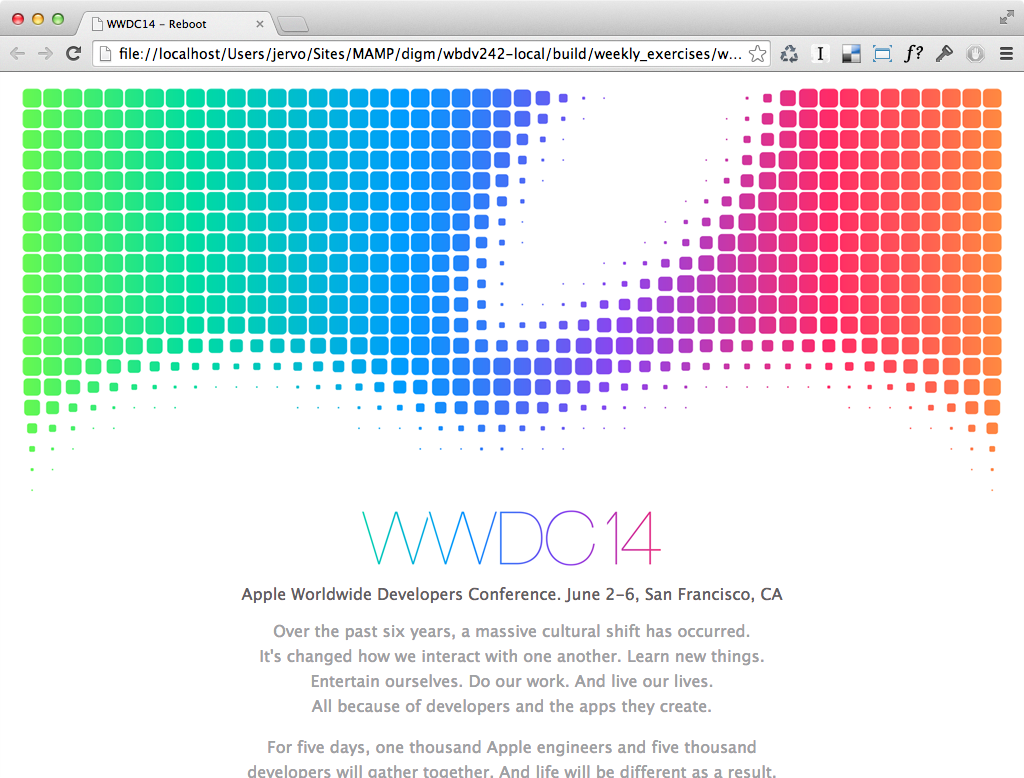 WWDC14 – Reboot
file://localhost/Users/jervo/Sites/MAMP/digm/wbdv242-local/build/weekly_exercises/w...
I
f?
WWDC14
Apple Worldwide Developers Conference. June 2–6, San Francisco, CA
Over the past six years, a massive cultural shift has occurred.
It's changed how we interact with one another. Learn new things.
Entertain ourselves. Do our work. And live our lives.
All because of developers and the apps they create.
For five days, one thousand Apple engineers and five thousand
developers will gather together. And life will be different as a result.